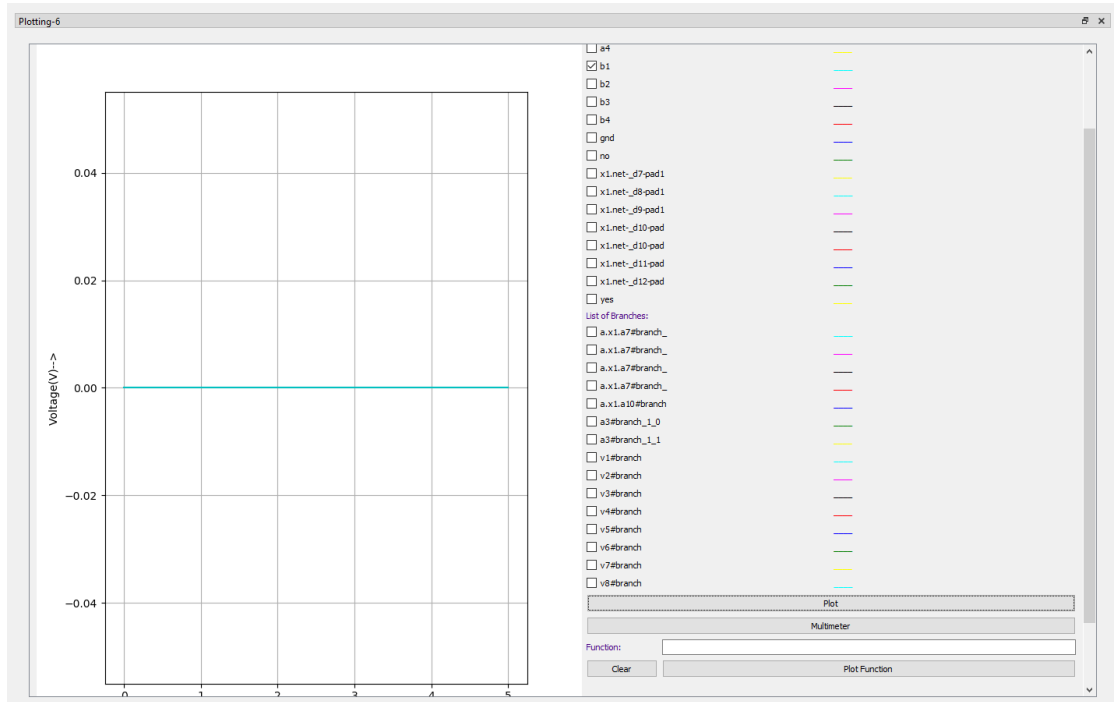 Plotting-6
a4
b1
b2
b3
b4
gnd
no
x1.net-_d7-pad1
x1.net-_d8-pad1
x1.net-_d9-pad1
x1.net-_d10-pad
x1.net-_d10-pad
x1.net-_d11-pad
x1.net-_d12-pad
yes
List of Branches:
a.x1.a7#branch_
a.x1.a7#branch_
a.x1.a7#branch_
a.x1.a7#branch_
a.x1.a10#branch
a3#branch_1_0
a3#branch_1_1
v1#branch
v2#branch
v3#branch
v4#branch
v5#branch
v6#branch
v7#branch
v8#branch
Plot
Multimeter
Function:
Clear Plot Function
Voltage(V)-->
0.04
0.02
0.00
−0.02
−0.04
0 1 2 3 4 5